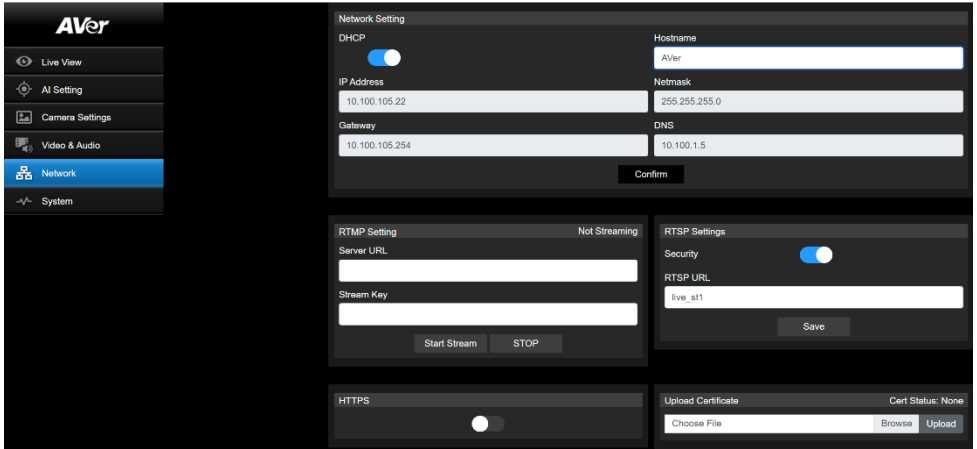 AVer
Live View
AI Setting
Camera Settings
Video & Audio
Network
System
Network Setting
DHCP
Hostname
AVer
IP Address
Netmask
10.100.105.22
255.255.255.0
Gateway
DNS
10.100.105.254
10.100.1.5
Confirm
RTMP Setting Not Streaming
Server URL
Stream Key
Start Stream STOP
RTSP Settings
Security
RTSP URL
live_st1
Save
HTTPS
Upload Certificate Cert Status: None
Choose File Browse Upload